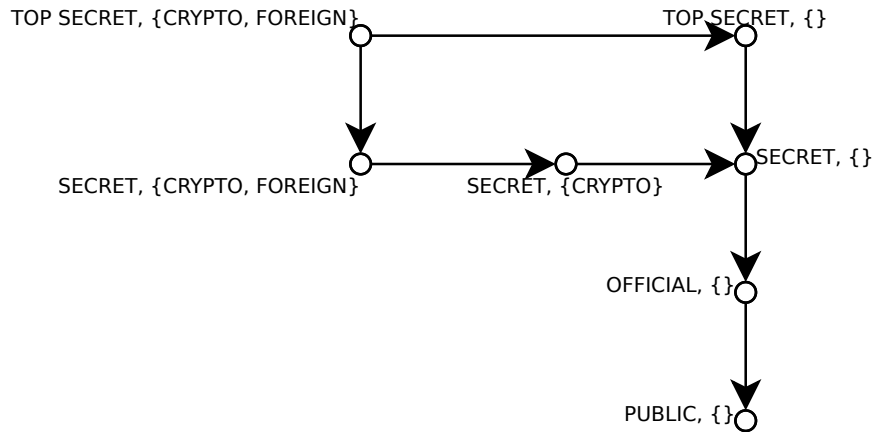 TOP SECRET, {CRYPTO, FOREIGN}
TOP SECRET, {}
SECRET, {CRYPTO, FOREIGN}
SECRET, {CRYPTO}
SECRET, {}
OFFICIAL, {}
PUBLIC, {}